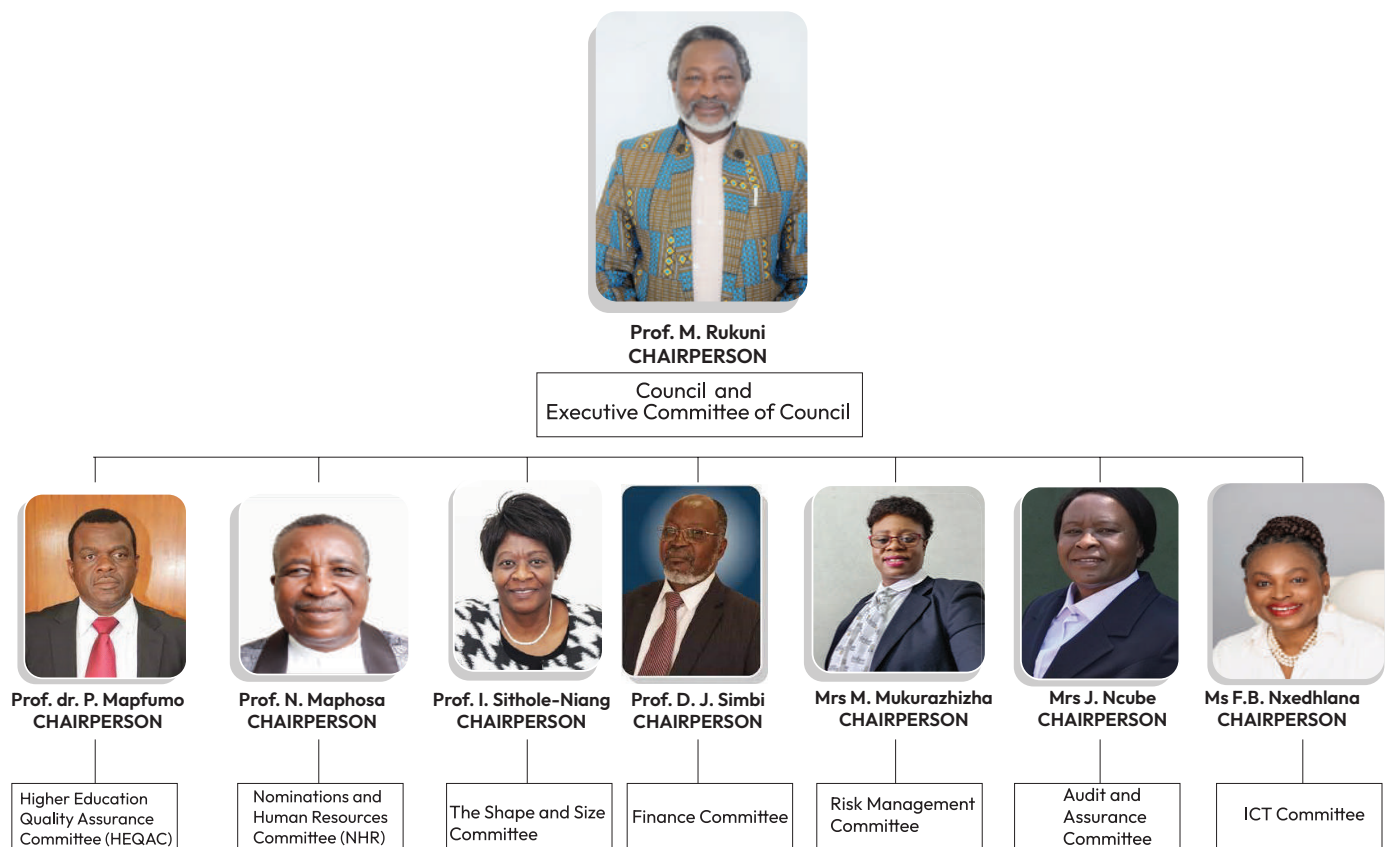 Prof. M. Rukuni
CHAIRPERSON
Council and
Executive Committee of Council
Prof. dr. P. Mapfumo
CHAIRPERSON
Prof. N. Maphosa
CHAIRPERSON
Prof. I. Sithole-Niang
CHAIRPERSON
Prof. D. J. Simbi
CHAIRPERSON
Mrs M. Mukurazhizha
CHAIRPERSON
Mrs J. Ncube
CHAIRPERSON
Ms F.B. Nxedhlana
CHAIRPERSON
Higher Education
Quality Assurance
Committee (HEQAC)
Nominations and
Human Resources
Committee (NHR)
The Shape and Size
Committee
Finance Committee
Risk Management
Committee
Audit and
Assurance
Committee
ICT Committee